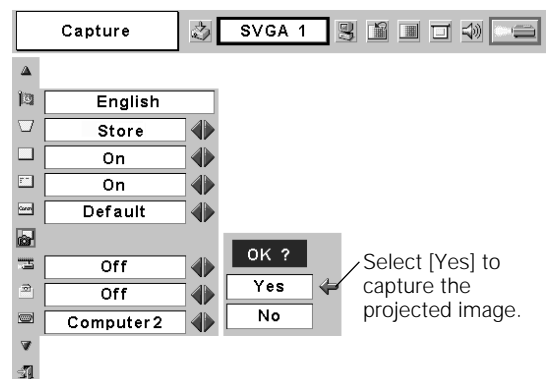 Capture
SVGA 1
English
Store
On
On
Default
Off
Off
Computer2
OK ?
Yes
No
Select [Yes] to
capture the
projected image.